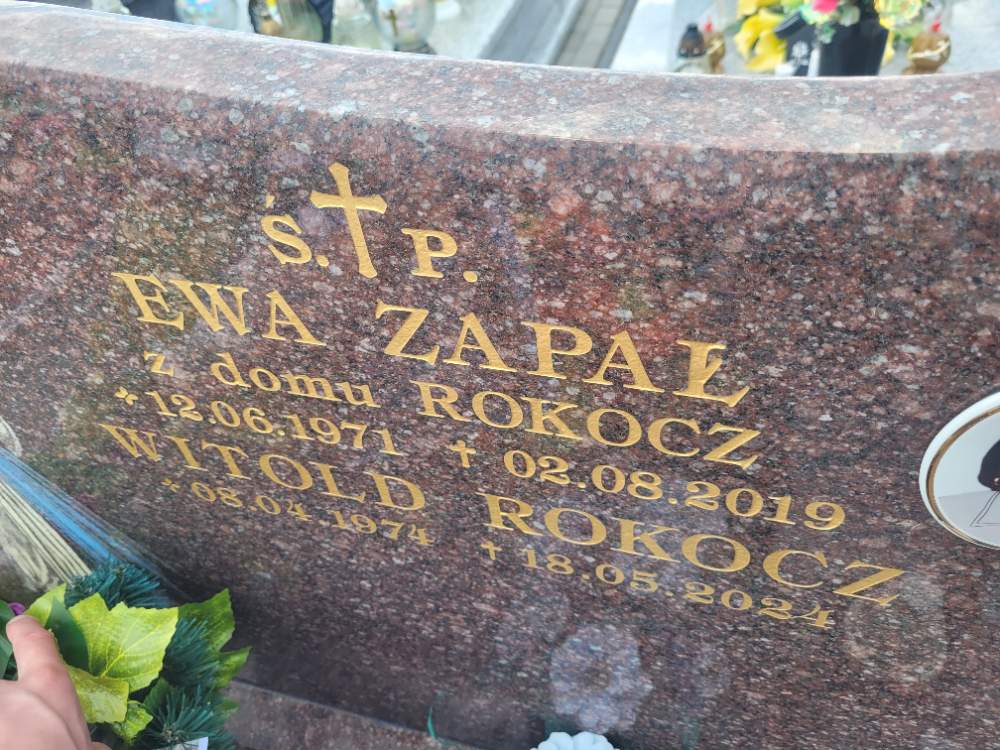 Ś. P.
EWA ZAPAŁ
z domu ROKOCZ
* 12.06.1971 † 02.08.2019
WITOLD ROKOCZ
* 08.04.1974 † 18.05.2024